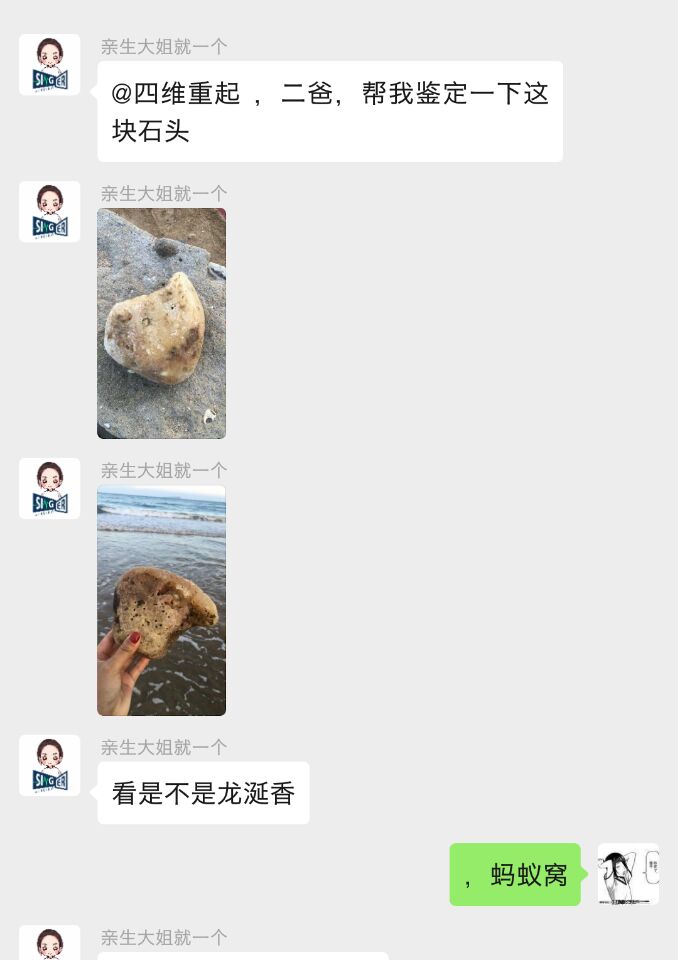 亲生大姐就一个
@四维重起 ，二爸，帮我鉴定一下这
块石头
亲生大姐就一个
亲生大姐就一个
亲生大姐就一个
看是不是龙涎香
，蚂蚁窝
亲生大姐就一个